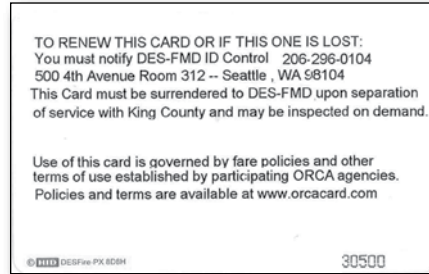 TO RENEW THIS CARD OR IF THIS ONE IS LOST:
You must notify DES-FMD ID Control 206-296-0104
500 4th Avenue Room 312 -- Seattle , WA 98104
This Card must be surrendered to DES-FMD upon separation
of service with King County and may be inspected on demand.
Use of this card is governed by fare policies and other
terms of use established by participating ORCA agencies.
Policies and terms are available at www.orcacard.com
© HID DESFire PX 8D6H 30500